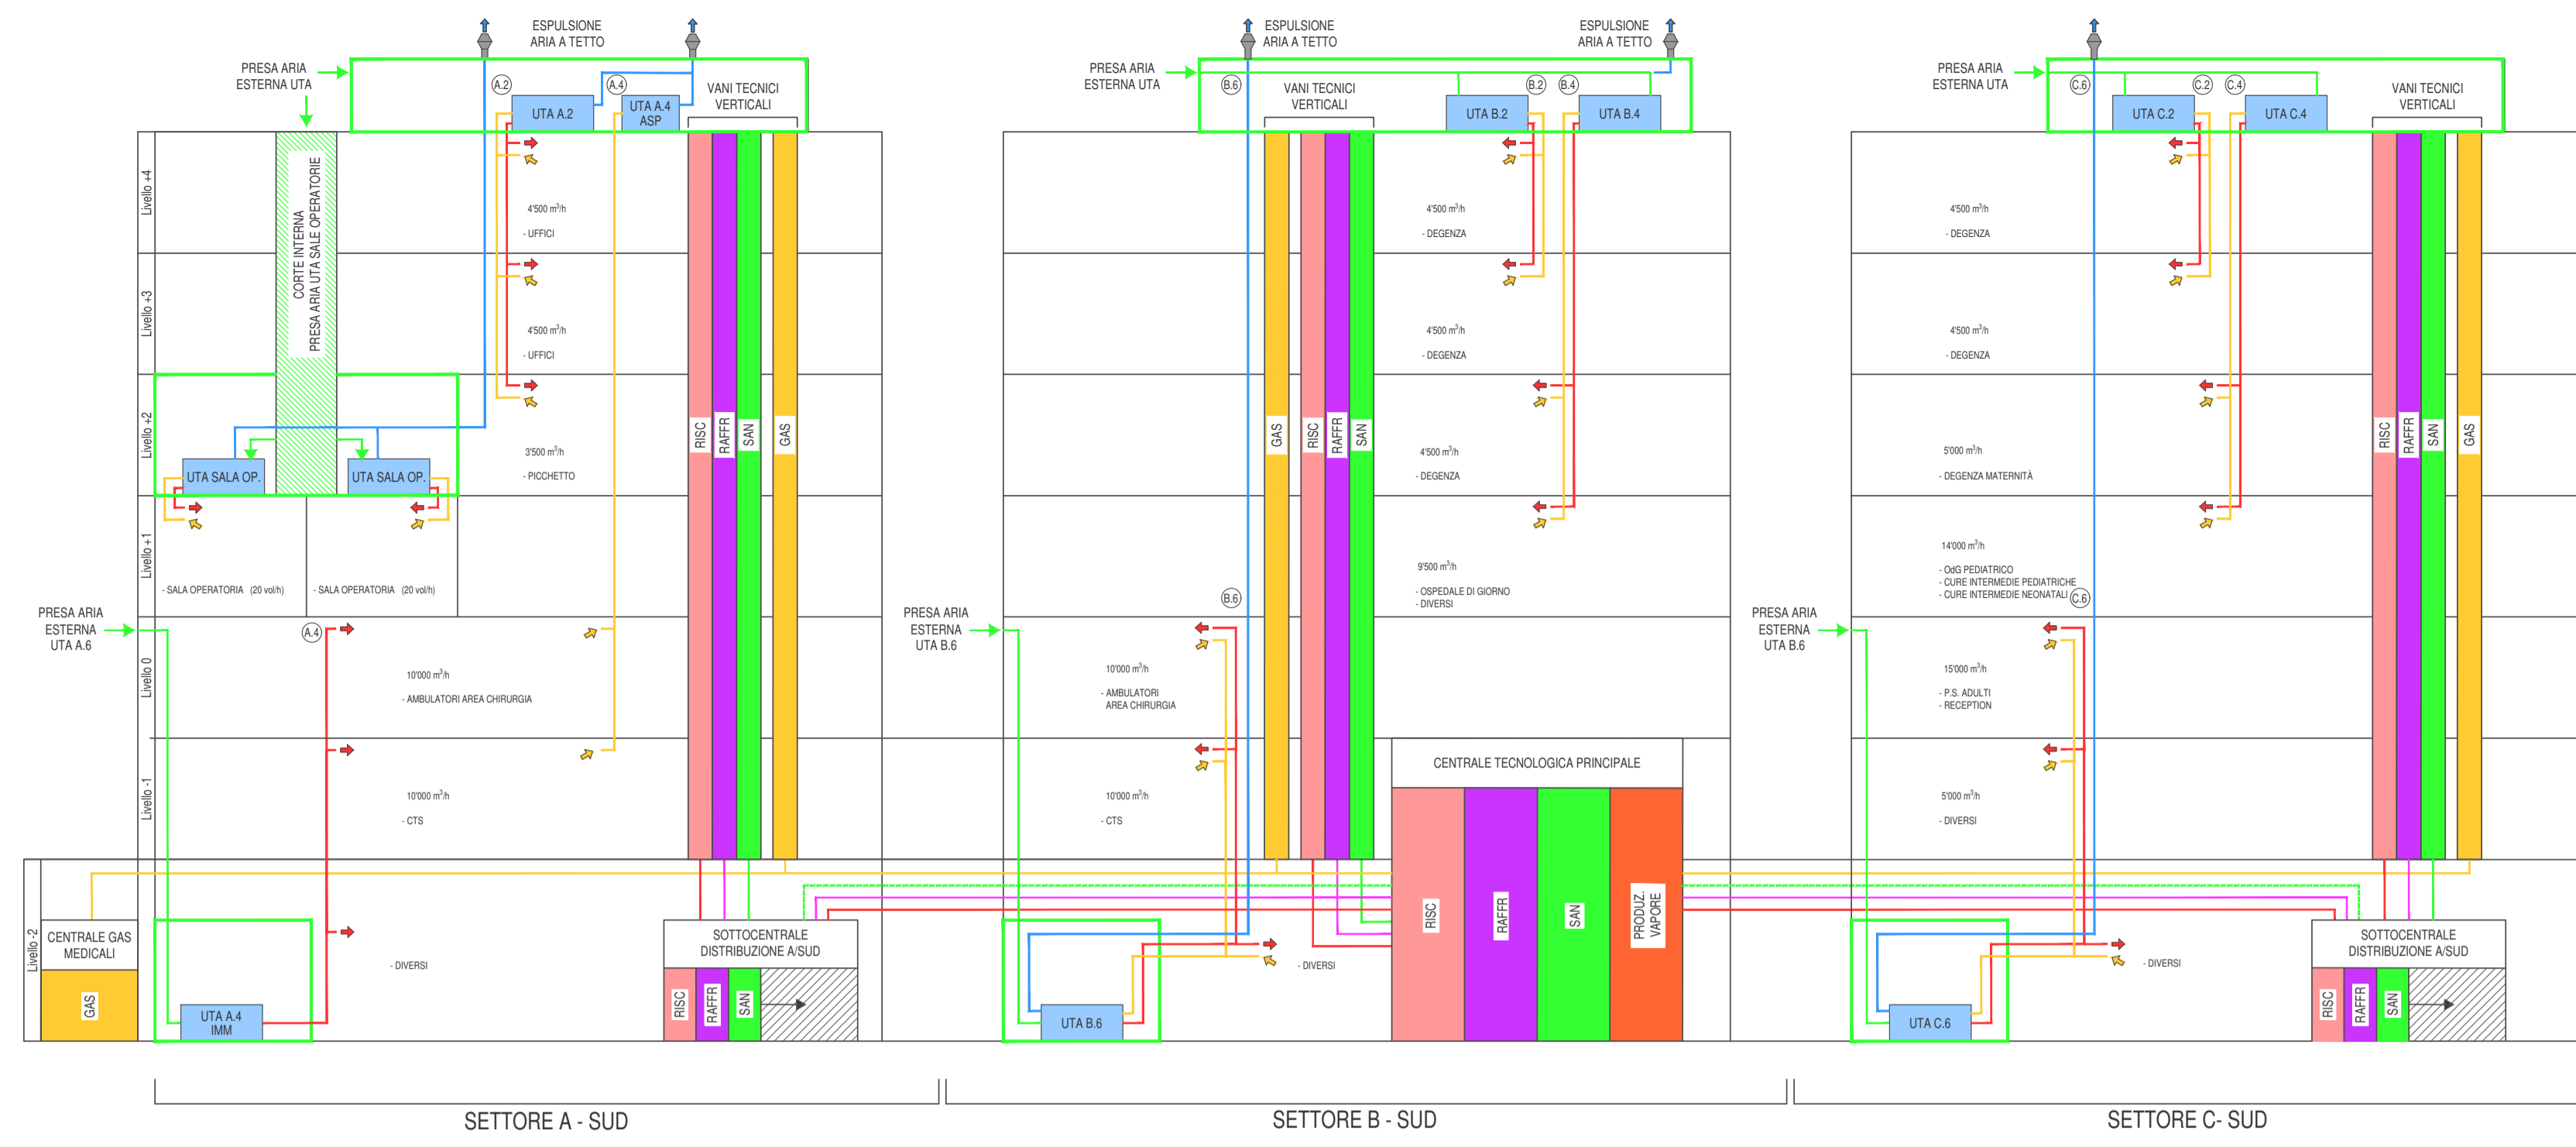 ESPULSIONE
ARIA A TETTO
PRESA ARIA
ESTERNA UTA
A.2
A.4
UTA A.2
UTA A.4
ASP
VANI TECNICI
VERTICALI
Livello +4
Livello +3
Livello +2
Livello +1
Livello 0
Livello -1
Livello -2
CORTE INTERNA
PRESA ARIA UTA SALE OPERATORIE
4'500 m³/h
- UFFICI
4'500 m³/h
- UFFICI
3'500 m³/h
- PICCHETTO
RISC
RAFFR
SAN
GAS
UTA SALA OP.
UTA SALA OP.
- SALA OPERATORIA (20 vol/h)
- SALA OPERATORIA (20 vol/h)
PRESA ARIA
ESTERNA
UTA A.6
A.4
10'000 m³/h
- AMBULATORI AREA CHIRURGIA
10'000 m³/h
- CTS
CENTRALE GAS
MEDICALI
GAS
UTA A.4
IMM
- DIVERSI
SOTTOCENTRALE
DISTRIBUZIONE A/SUD
RISC
RAFFR
SAN
SETTORE A - SUD
ESPULSIONE
ARIA A TETTO
ESPULSIONE
ARIA A TETTO
PRESA ARIA
ESTERNA UTA
B.6
VANI TECNICI
VERTICALI
B.2
B.4
UTA B.2
UTA B.4
4'500 m³/h
- DEGENZA
4'500 m³/h
- DEGENZA
4'500 m³/h
- DEGENZA
GAS
RISC
RAFFR
SAN
9'500 m³/h
- OSPEDALE DI GIORNO
- DIVERSI
B.6
PRESA ARIA
ESTERNA
UTA B.6
10'000 m³/h
- AMBULATORI
AREA CHIRURGIA
10'000 m³/h
- CTS
CENTRALE TECNOLOGICA PRINCIPALE
RISC
RAFFR
SAN
PRODUZ.
VAPORE
UTA B.6
- DIVERSI
SETTORE B - SUD
PRESA ARIA
ESTERNA UTA
C.6
C.2
C.4
UTA C.2
UTA C.4
VANI TECNICI
VERTICALI
4'500 m³/h
- DEGENZA
4'500 m³/h
- DEGENZA
5'000 m³/h
- DEGENZA MATERNITÀ
RISC
RAFFR
SAN
GAS
14'000 m³/h
- OdG PEDIATRICO
- CURE INTERMEDIE PEDIATRICHE
- CURE INTERMEDIE NEONATALI
C.6
PRESA ARIA
ESTERNA
UTA B.6
15'000 m³/h
- P.S. ADULTI
- RECEPTION
5'000 m³/h
- DIVERSI
UTA C.6
- DIVERSI
SOTTOCENTRALE
DISTRIBUZIONE A/SUD
RISC
RAFFR
SAN
SETTORE C- SUD